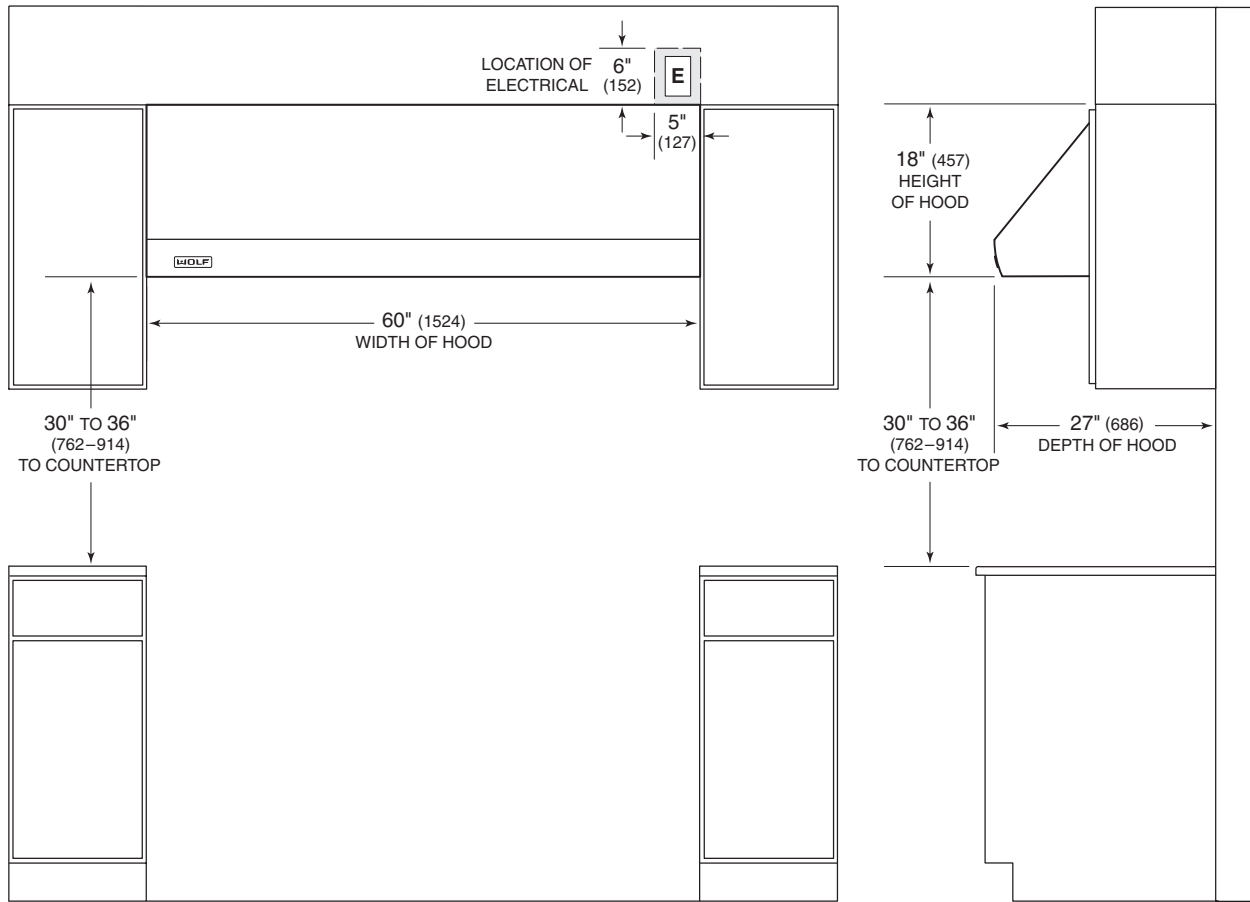 LOCATION OF
ELECTRICAL
6"
(152)
E
5"
(127)
WOLF
60" (1524)
WIDTH OF HOOD
30" TO 36"
(762–914)
TO COUNTERTOP
18" (457)
HEIGHT
OF HOOD
30" TO 36"
(762–914)
TO COUNTERTOP
27" (686)
DEPTH OF HOOD